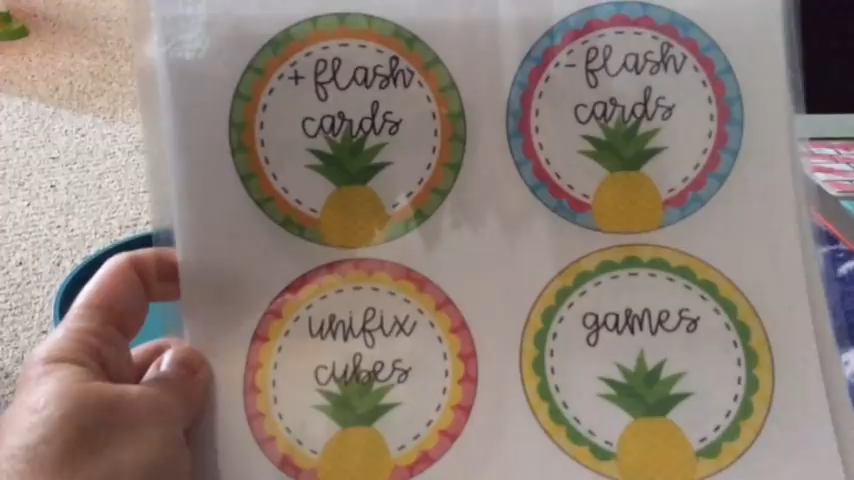 + flash
cards
- flash
cards
unifix
cubes
games